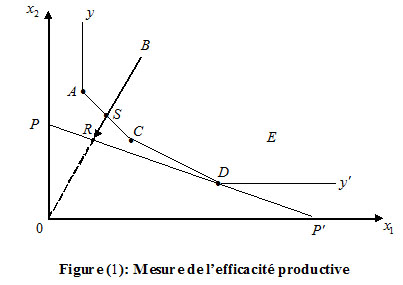 x2
y
B
A
P
R
S
C
E
D
y'
0
P'
x1
Figure (1): Mesure de l'efficacité productive